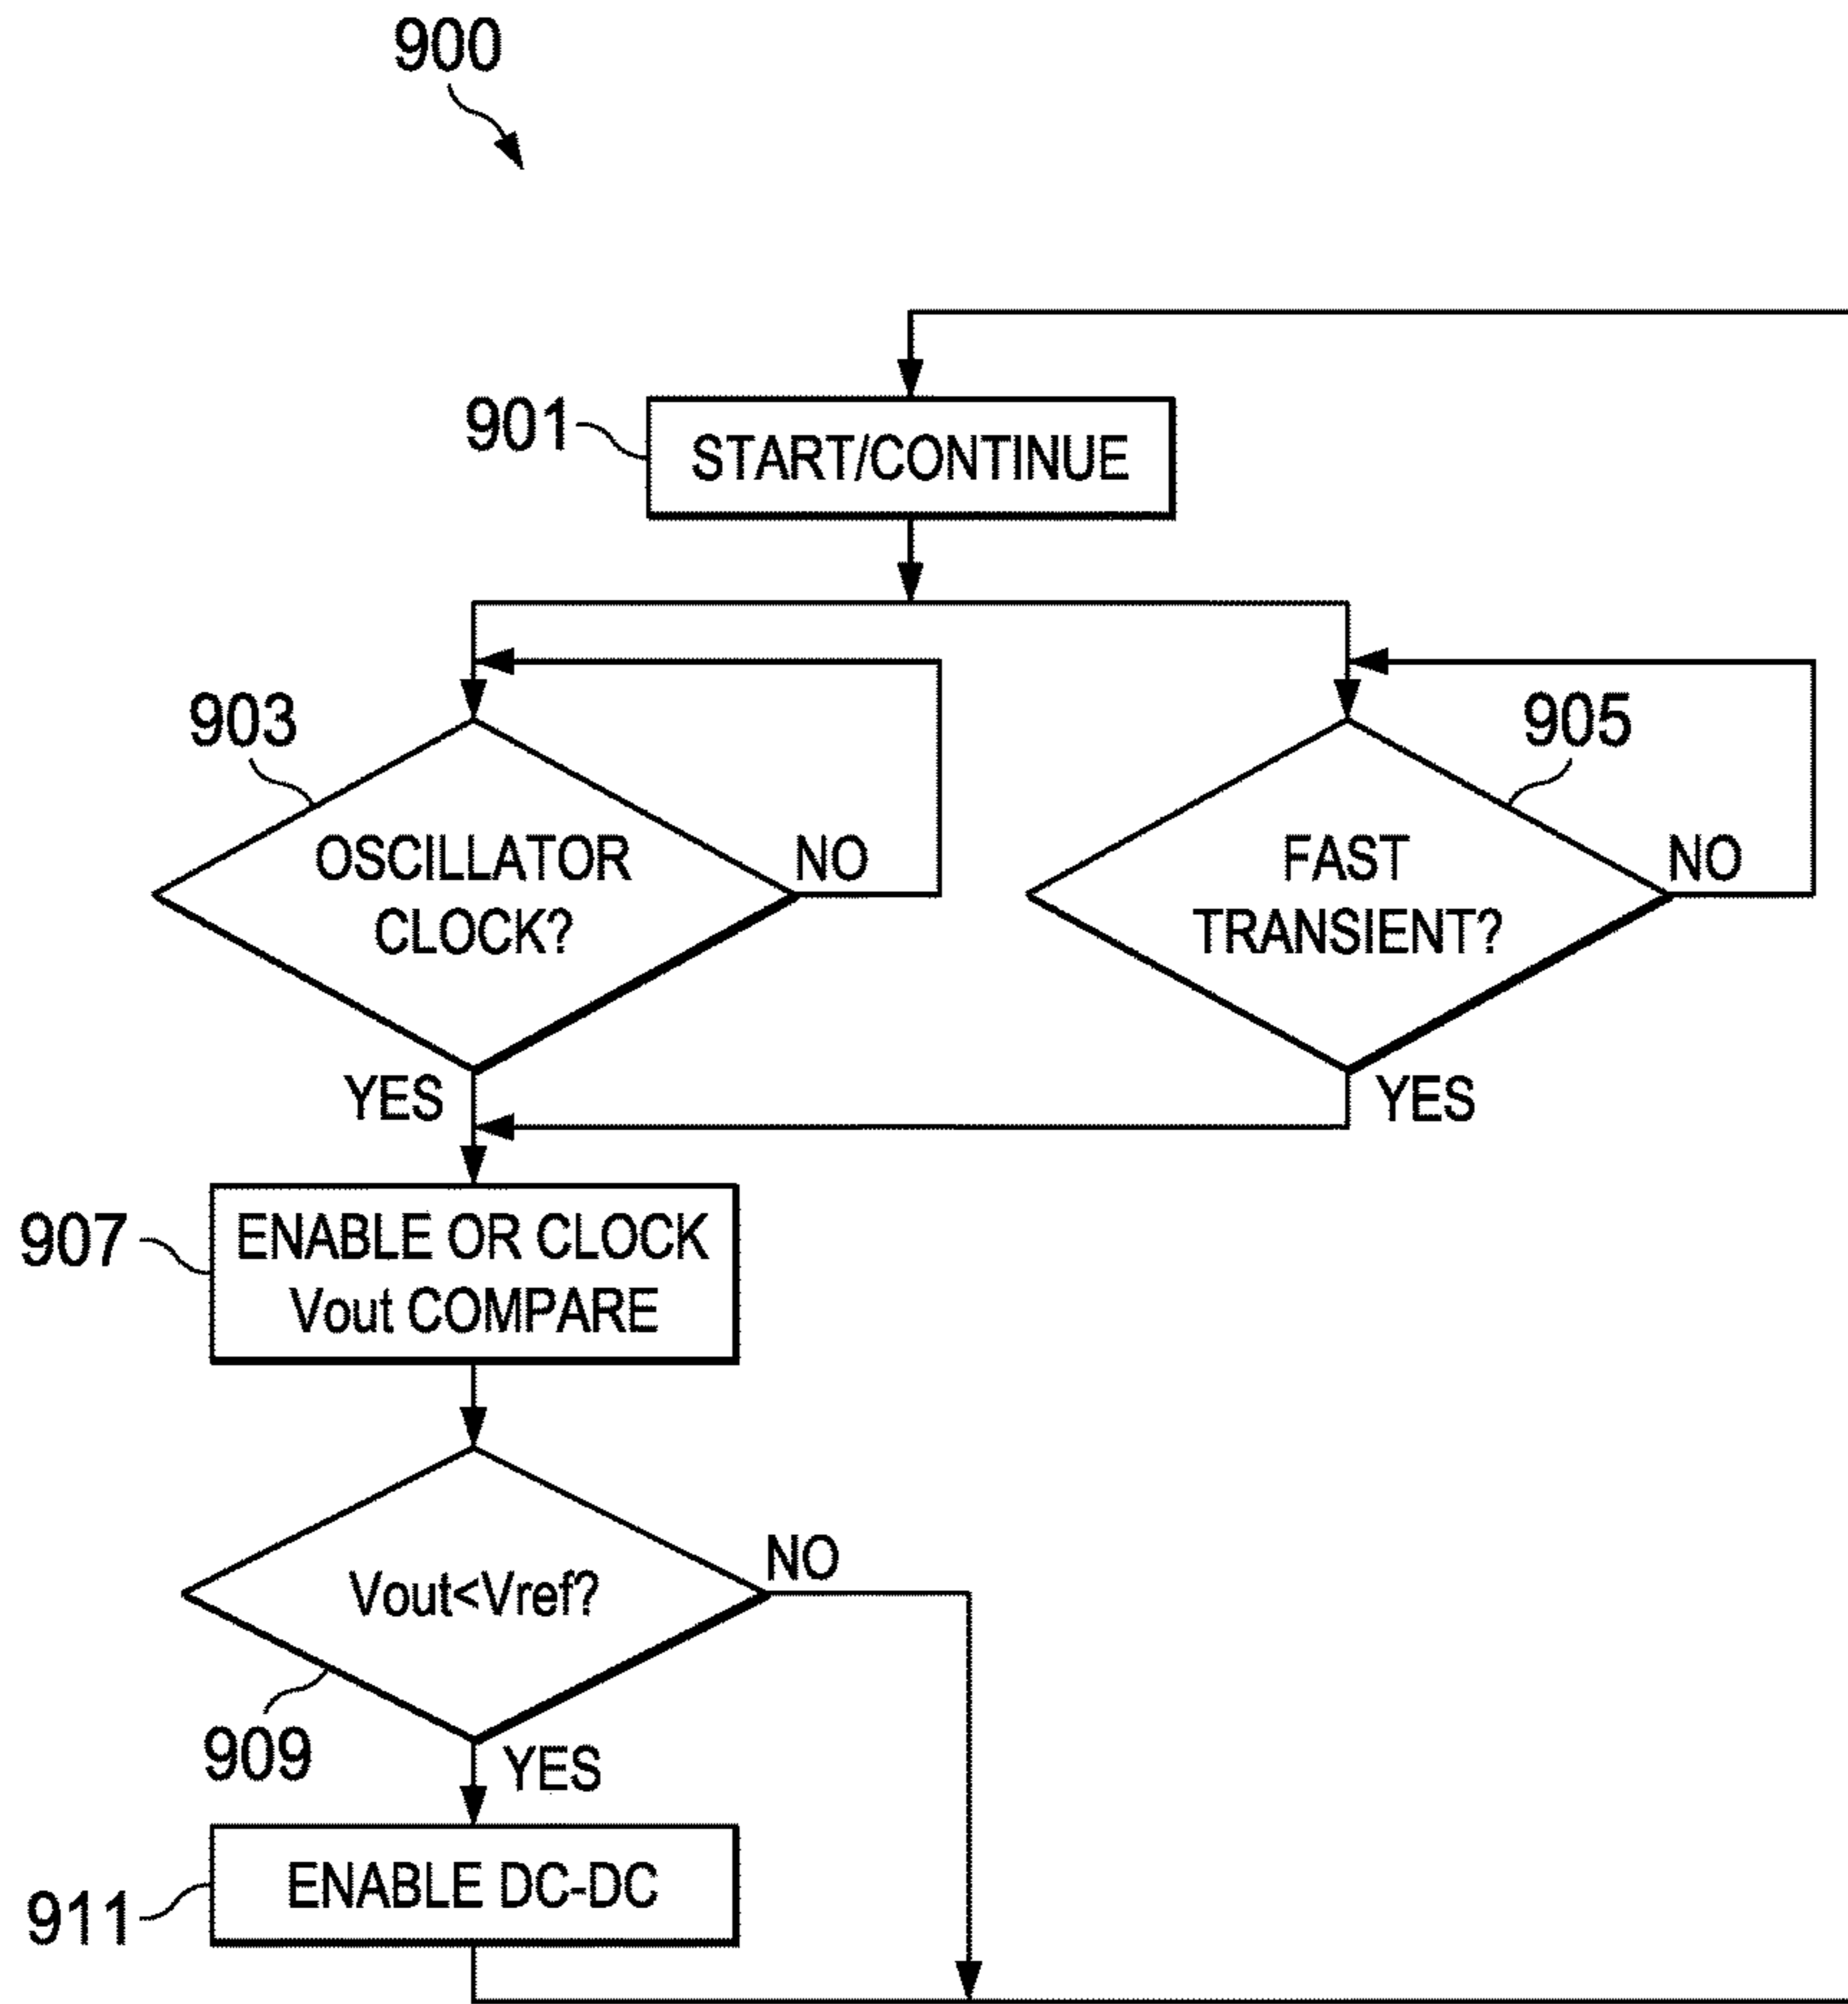 900
901
START/CONTINUE
903
905
OSCILLATOR
CLOCK?
NO
FAST
TRANSIENT?
NO
YES
YES
907
ENABLE OR CLOCK
Vout COMPARE
Vout<Vref?
NO
909
YES
ENABLE DC-DC
911